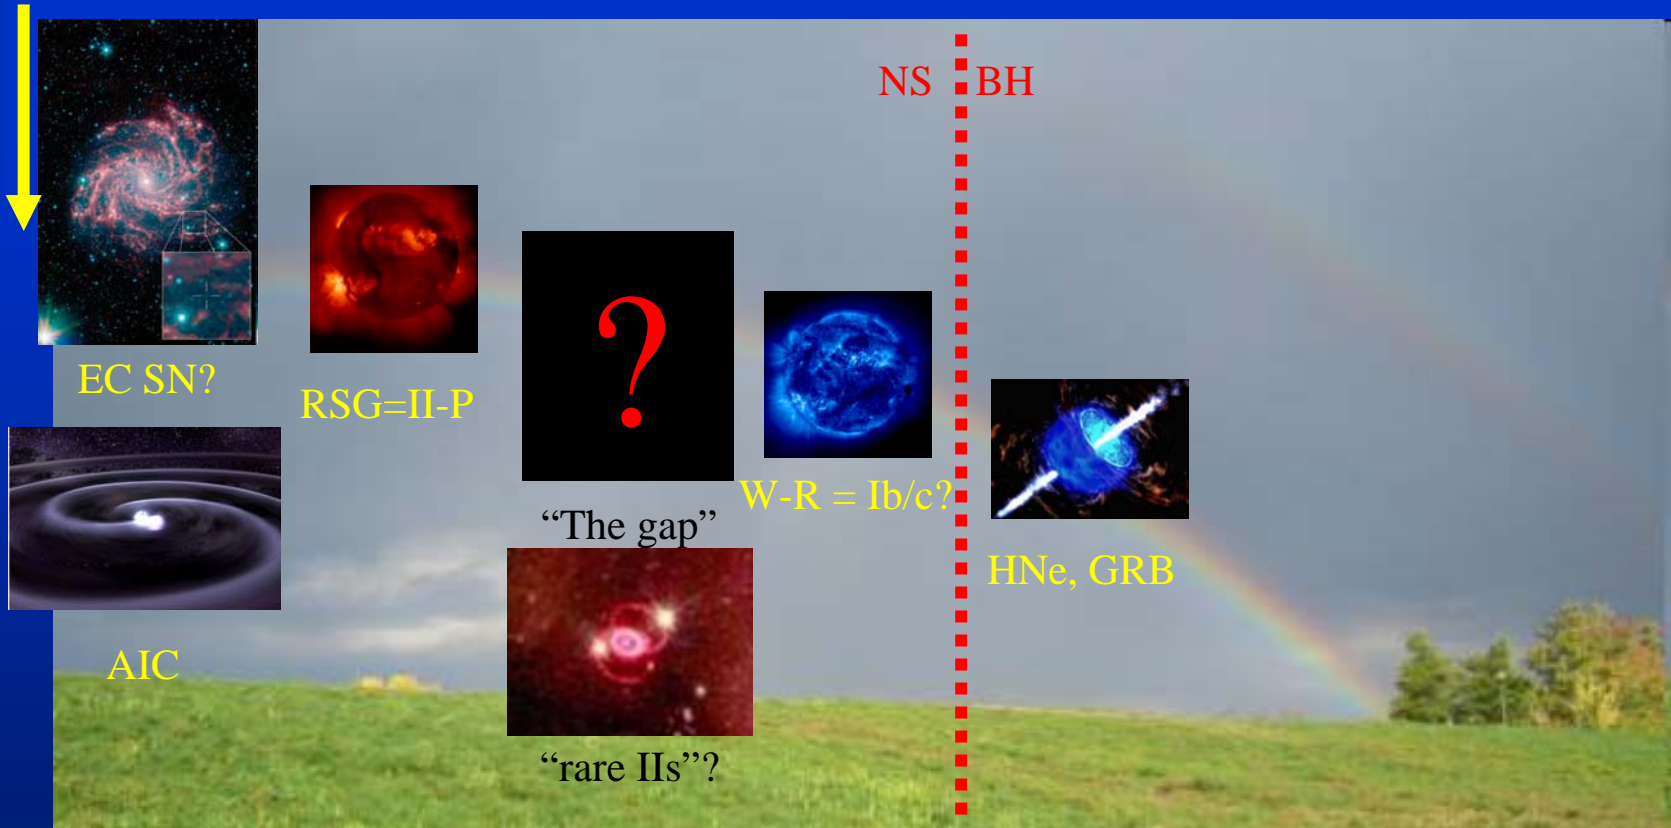 NS BH
EC SN?
RSG=II-P
?
W-R = Ib/c?
“The gap”
HNe, GRB
AIC
“rare IIs”?